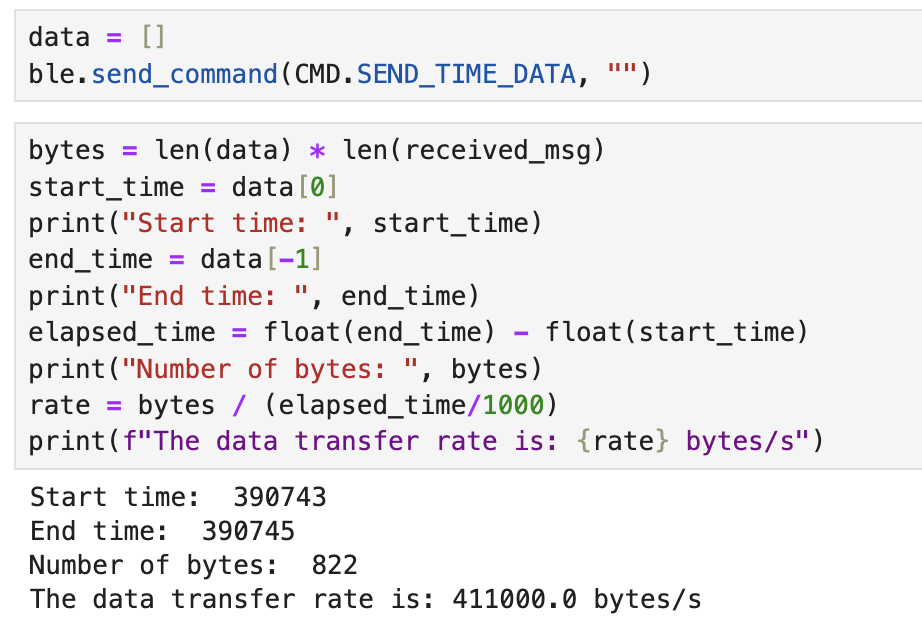 data = []
ble.send_command(CMD.SEND_TIME_DATA, "")
bytes = len(data) * len(received_msg)
start_time = data[0]
print("Start time: ", start_time)
end_time = data[-1]
print("End time: ", end_time)
elapsed_time = float(end_time) - float(start_time)
print("Number of bytes: ", bytes)
rate = bytes / (elapsed_time/1000)
print(f"The data transfer rate is: {rate} bytes/s")
Start time:  390743
End time:  390745
Number of bytes:  822
The data transfer rate is: 411000.0 bytes/s